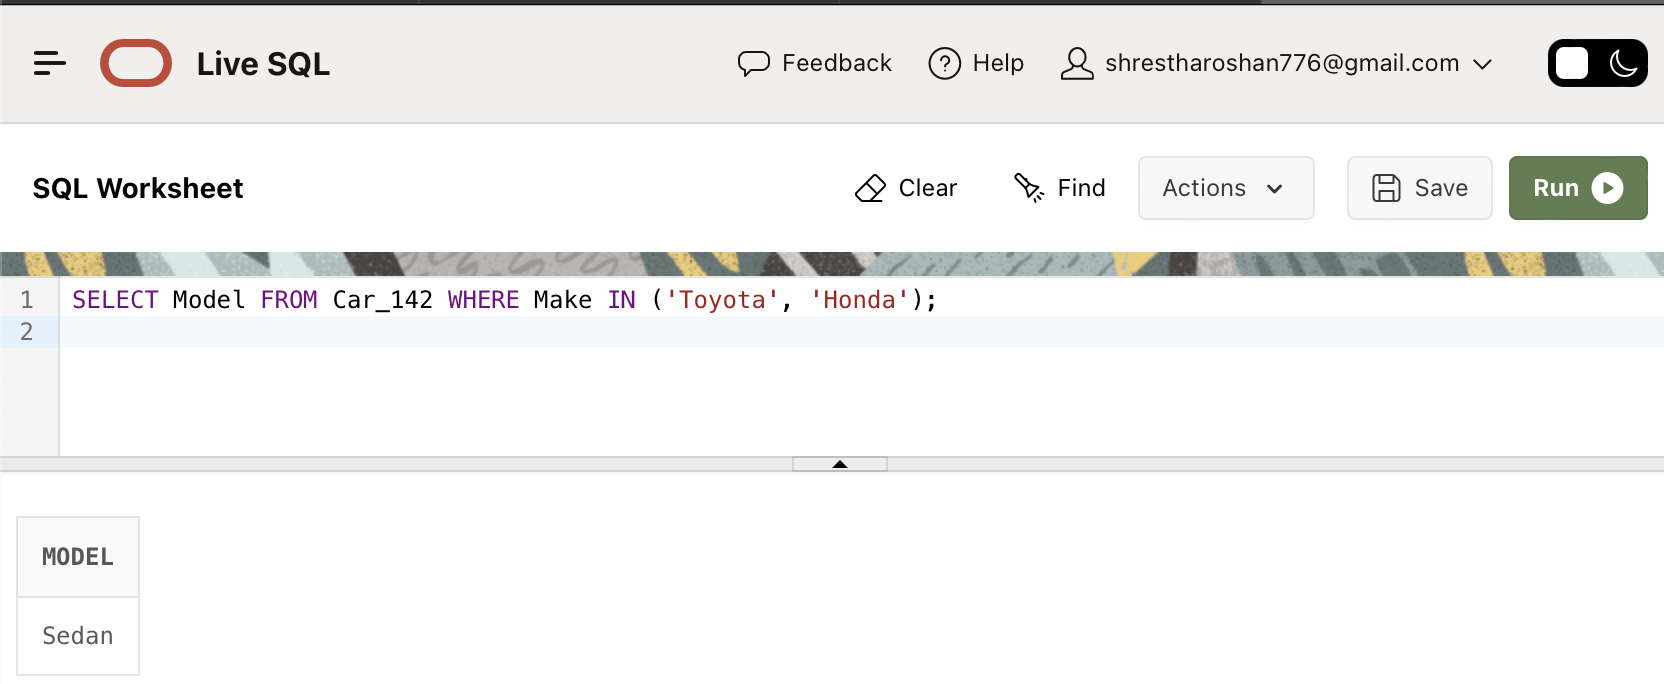 Live SQL
Feedback
Help
shrestharoshan776@gmail.com
SQL Worksheet
Clear
Find
Actions
Save
Run
1 SELECT Model FROM Car_142 WHERE Make IN ('Toyota', 'Honda');
2
MODEL
Sedan